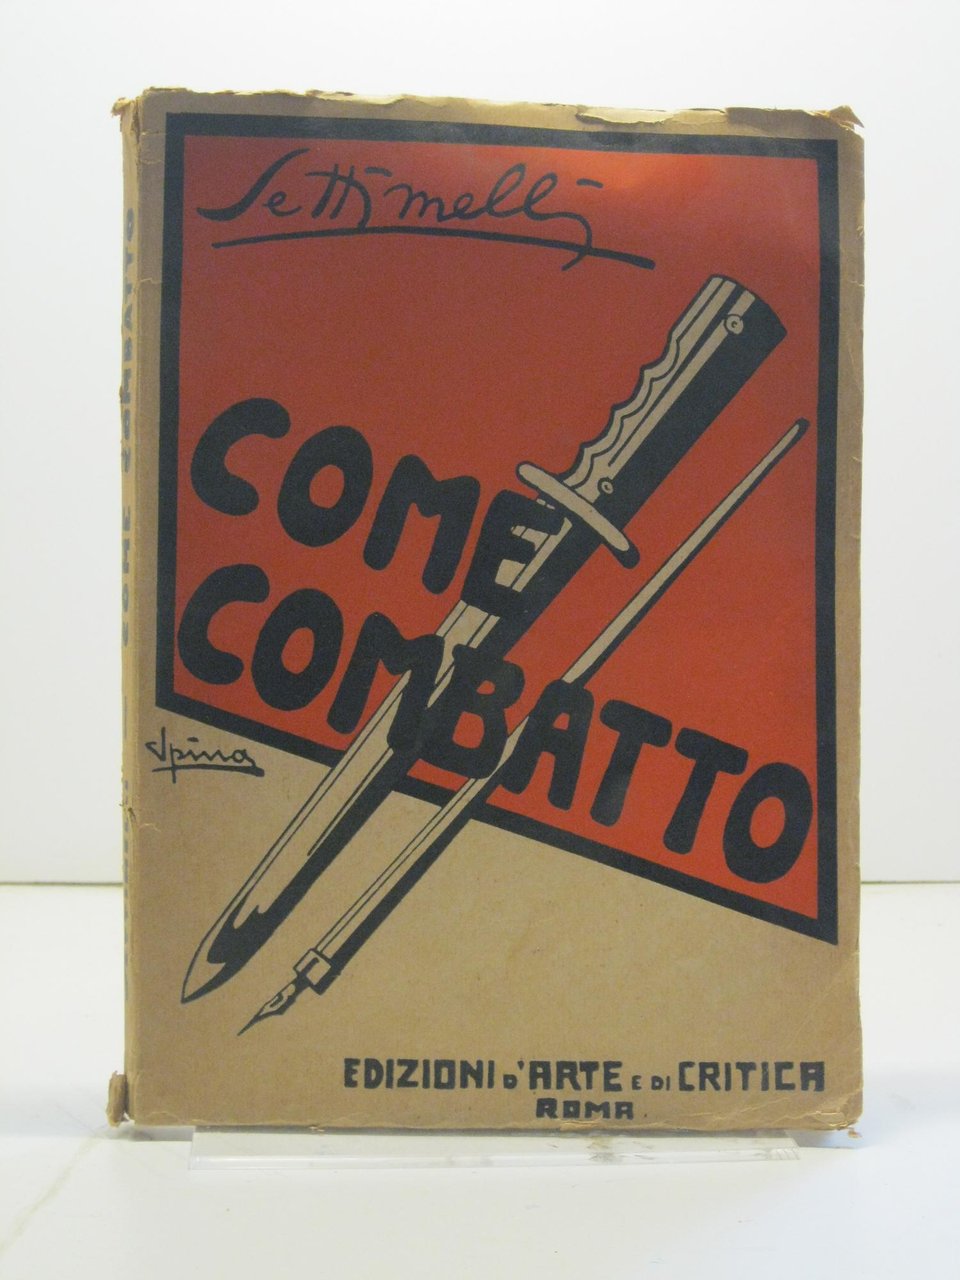 Settimelli
COME
COMBATTO
Spina
EDIZIONI D'ARTE E DI CRITICA
ROMA
COME COMBATTO